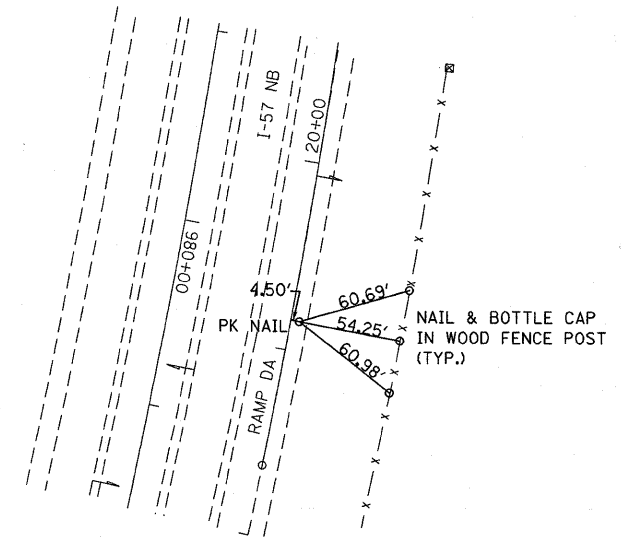 I-57 NB
20+00
980+00
4.50'
60.69'
PK NAIL
54.25'
NAIL & BOTTLE CAP
IN WOOD FENCE POST
(TYP.)
60.98'
RAMP DA